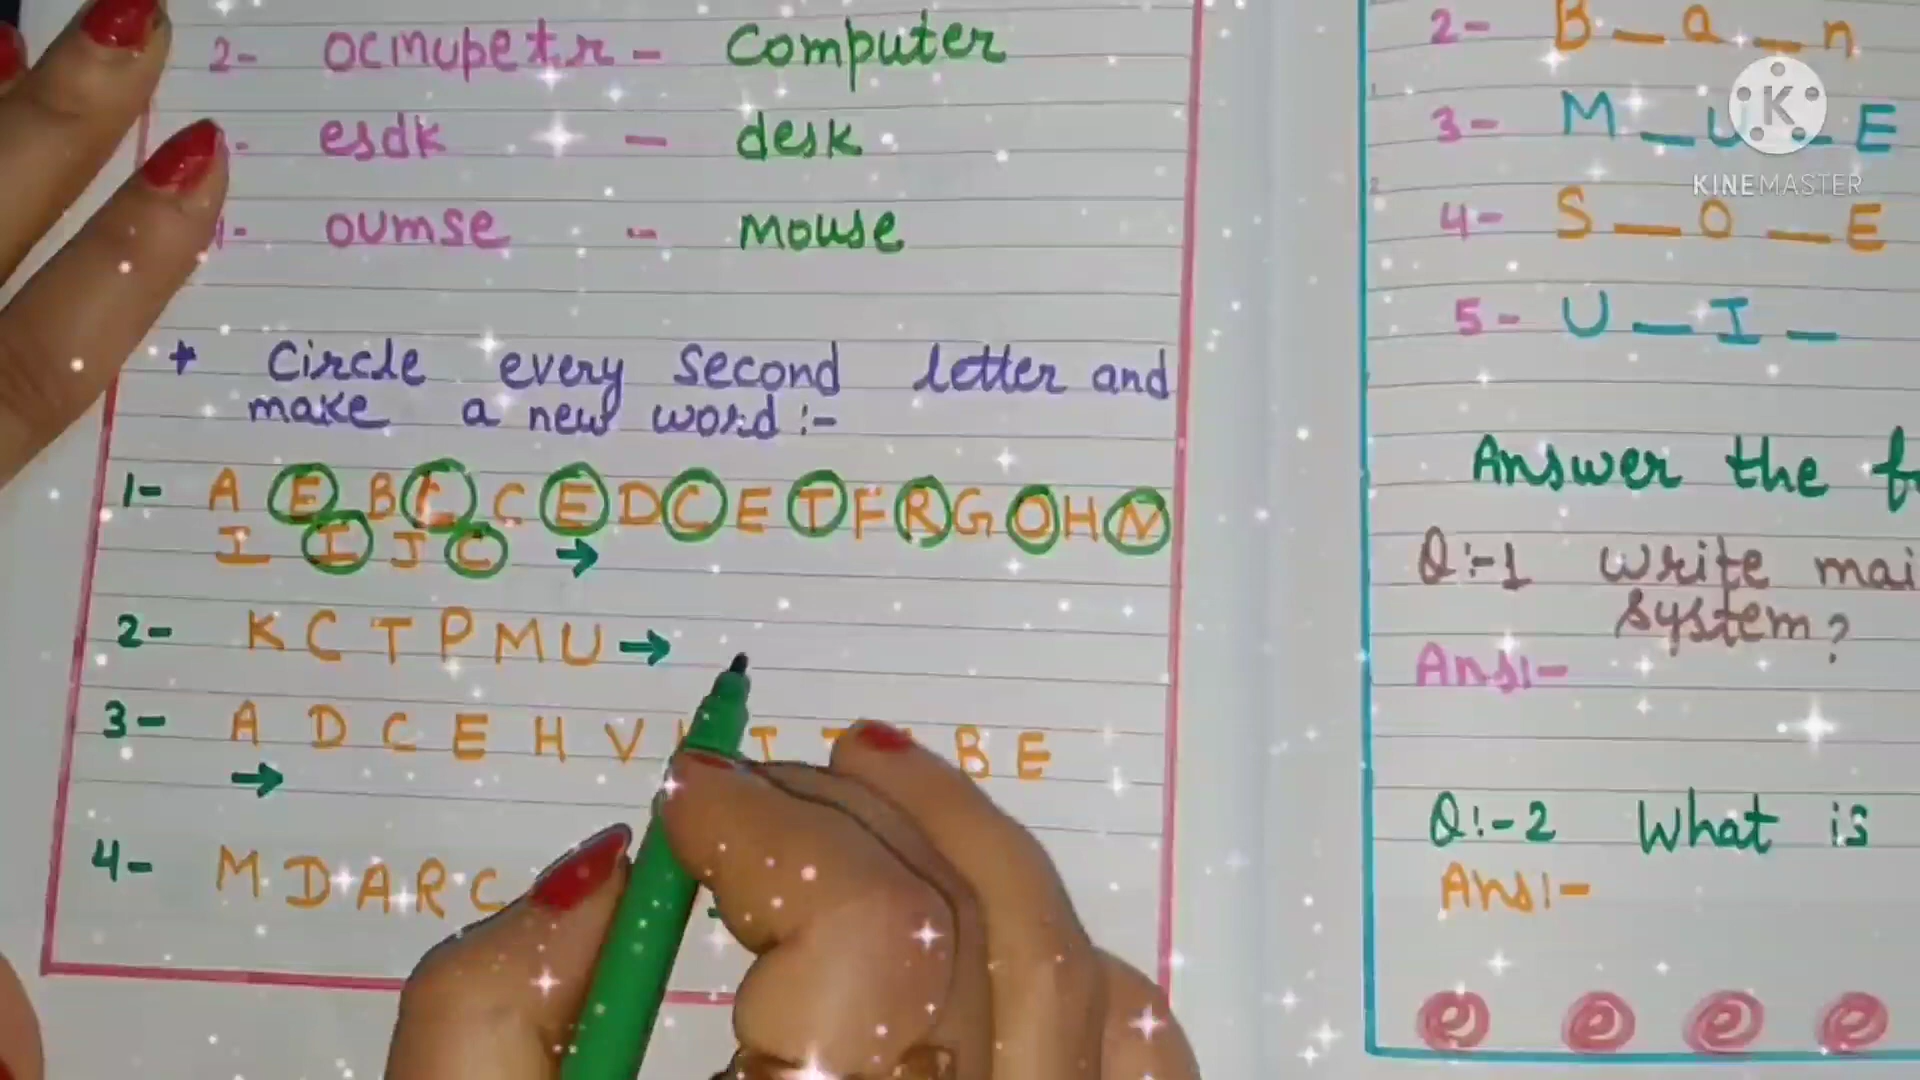 2- ocmupetr - Computer
esdk - desk
oumse - mouse
+ Circle every second letter and
make a new word :-
1- A E B L C E D C E T F R G O H N
I I J C →
2- K C T P M U →
3- A D C E H V I T B E
→
4- M D A R C
2- B _ a _ n
3- M _ U _ E
4- S _ O _ E
5- U _ I _
Answer the
Q:-1 Write
system?
Ans:-
Q:-2 What is
Ans:-
K
KINEMASTER